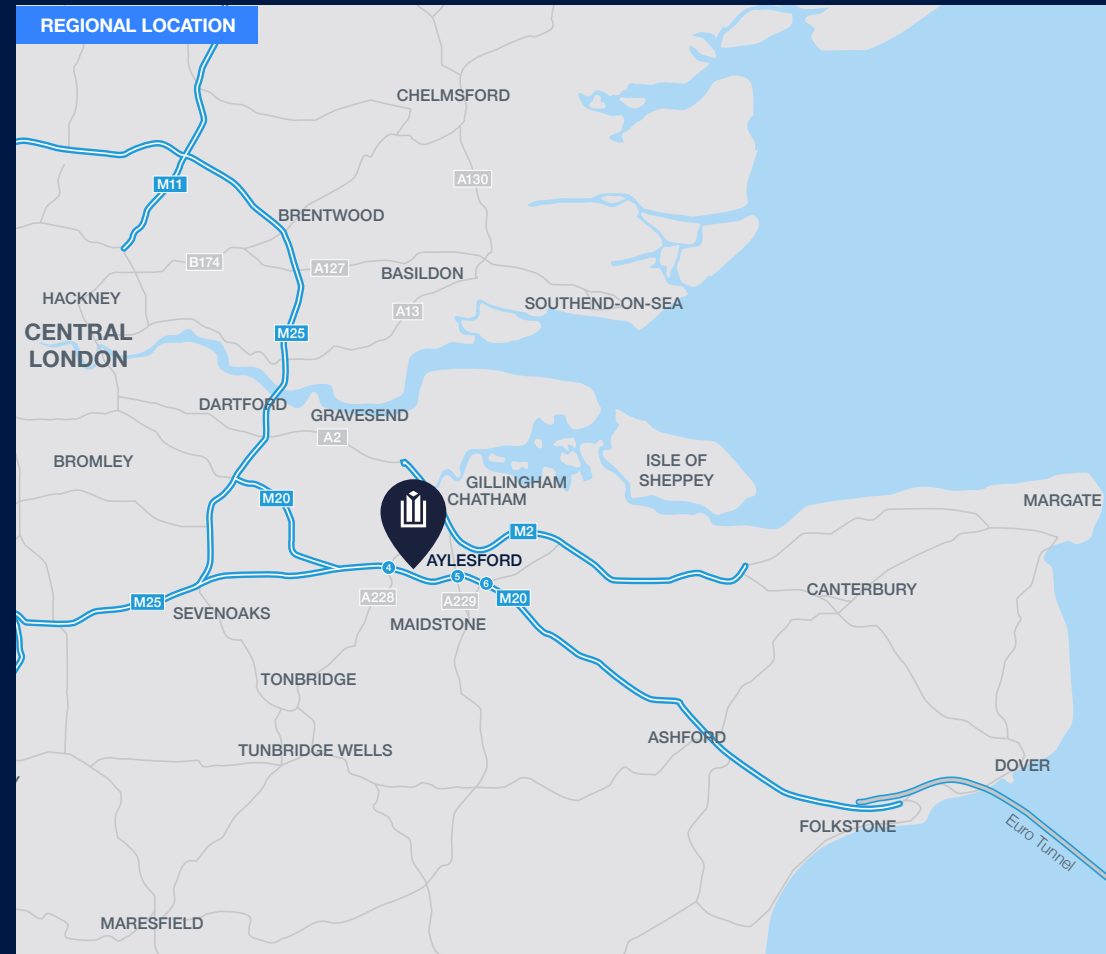 REGIONAL LOCATION
CHELMSFORD
A130
M11
BRENTWOOD
B174
A127
BASILDON
HACKNEY
SOUTHEND-ON-SEA
A13
CENTRAL
LONDON
M25
DARTFORD
GRAVESEND
A2
BROMLEY
ISLE OF
SHEPPEY
GILLINGHAM
CHATHAM
M20
MARGATE
M2
AYLESFORD
4
5
6
CANTERBURY
A228
A229
M20
M25
SEVENOAKS
MAIDSTONE
TONBRIDGE
ASHFORD
TUNBRIDGE WELLS
DOVER
FOLKSTONE
Euro Tunnel
MARESFIELD